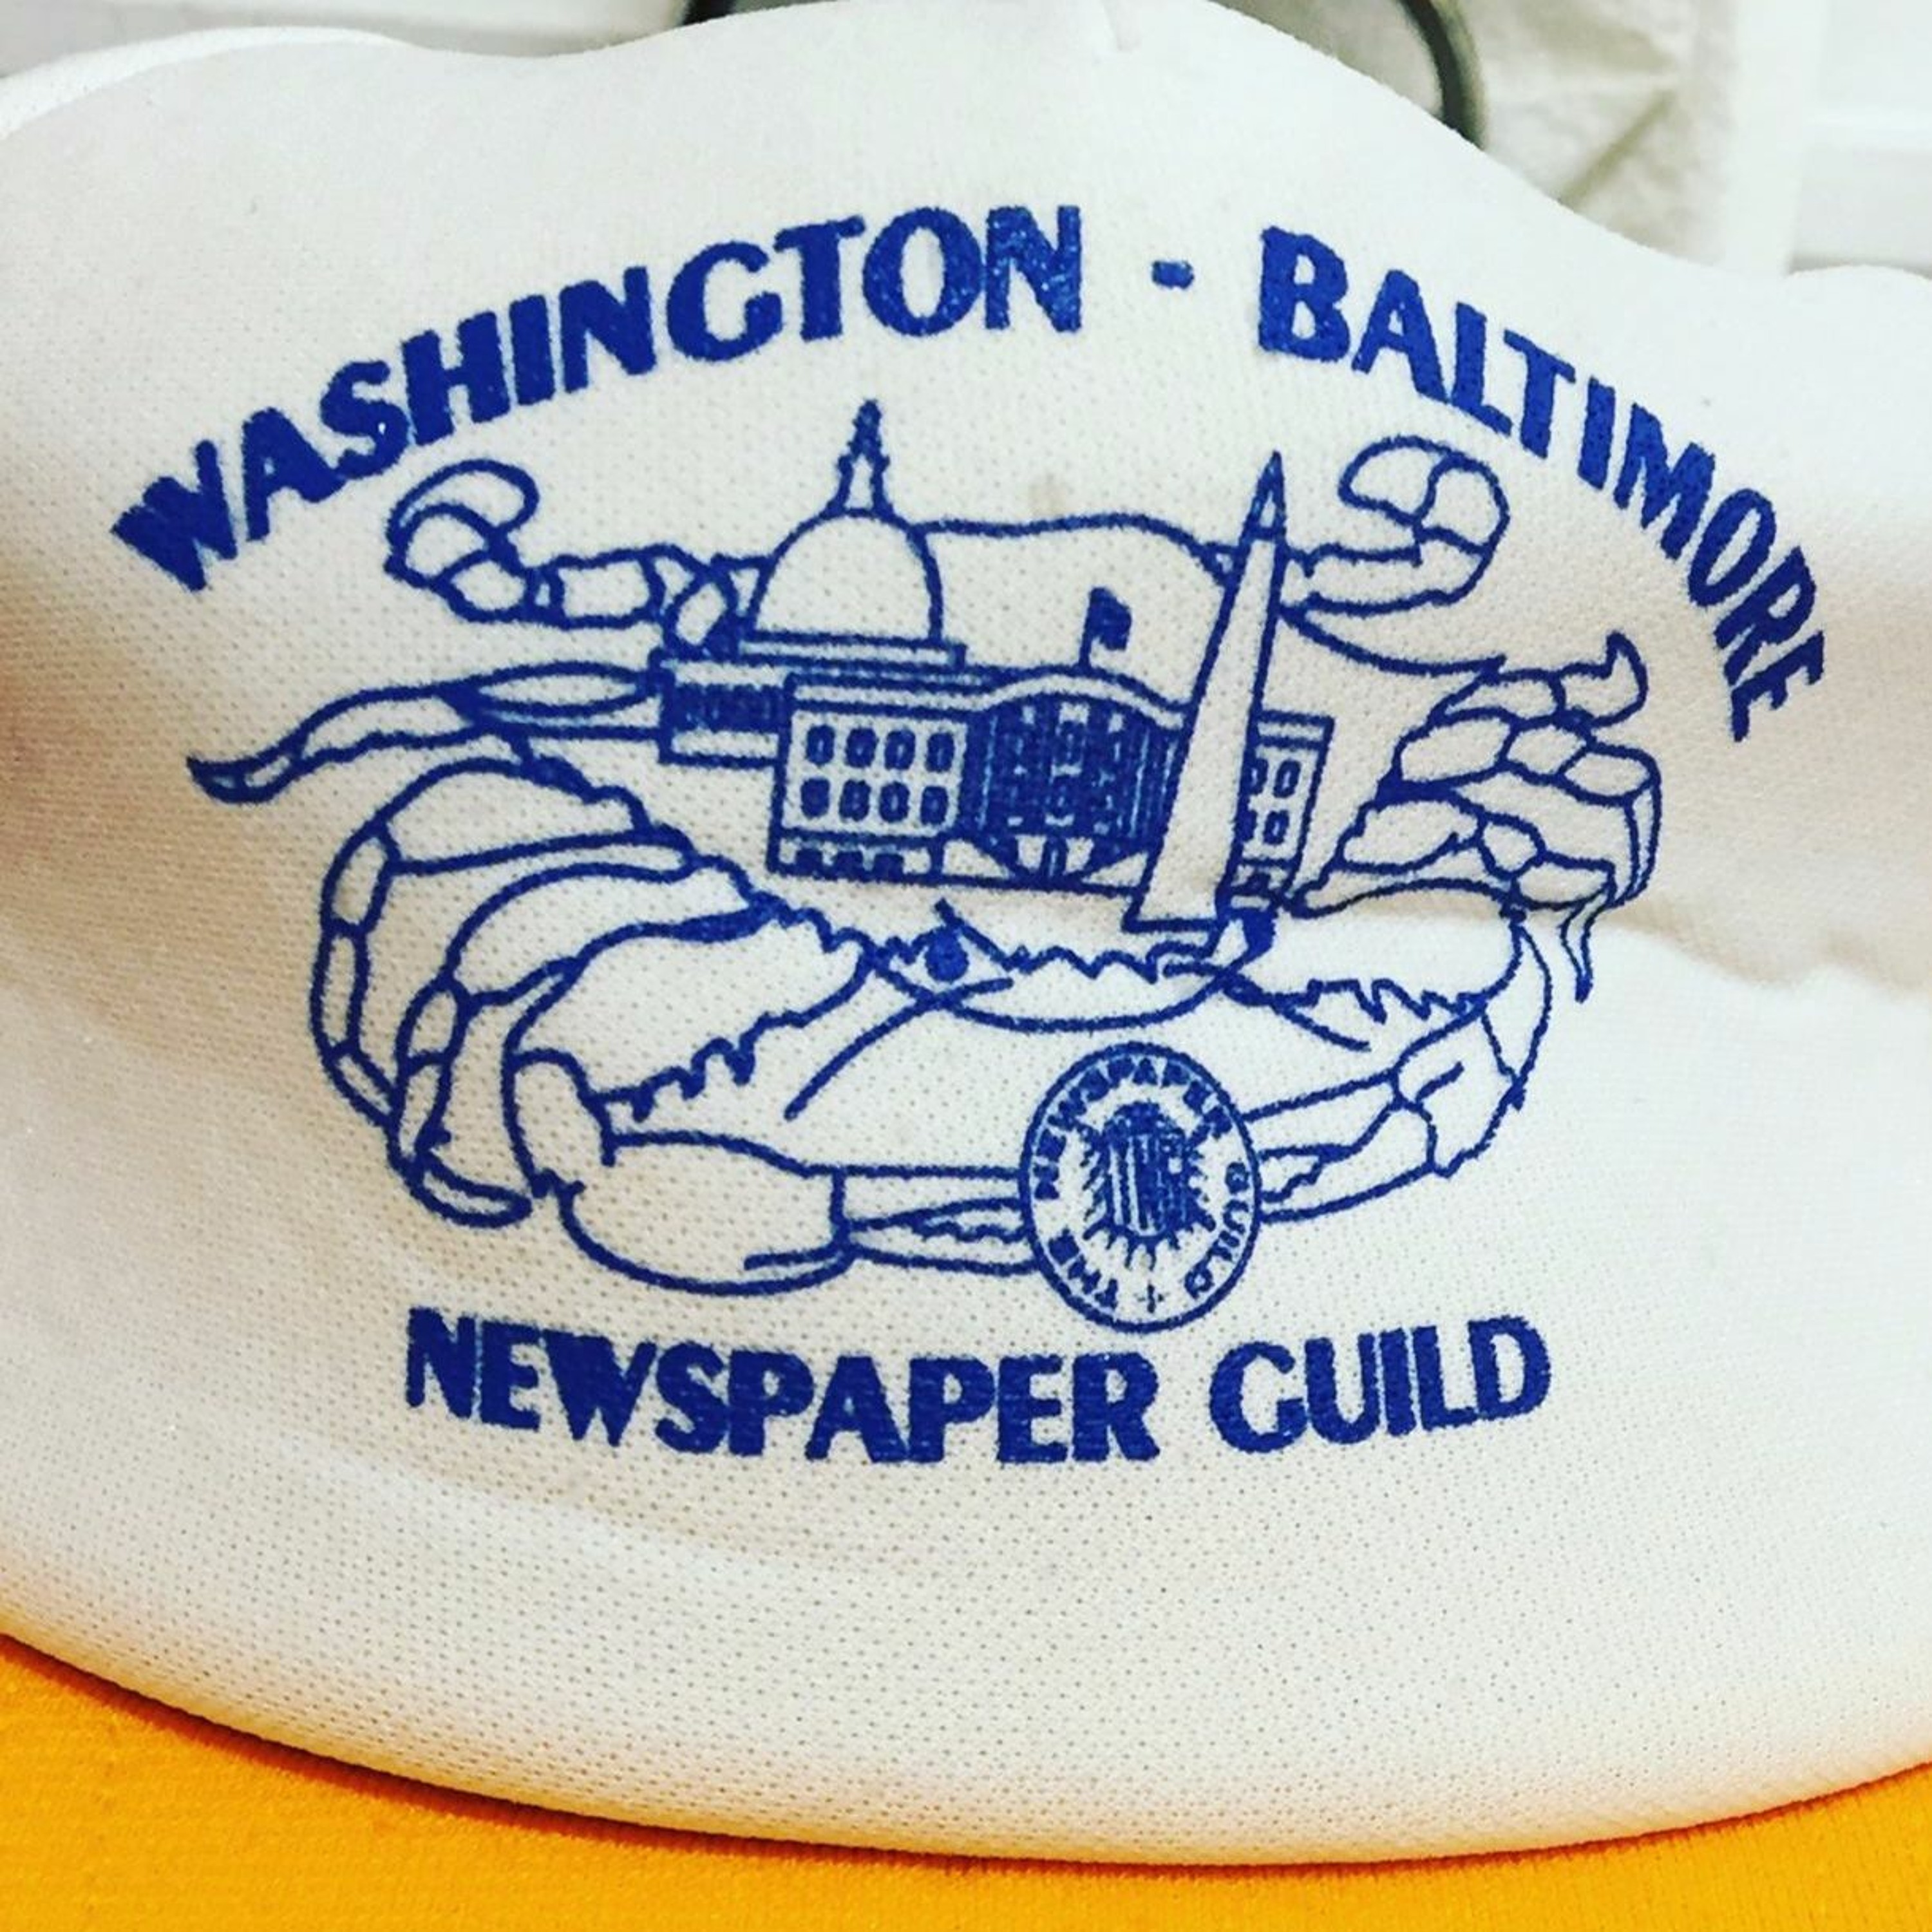 WASHINGTON - BALTIMORE
THE NEWSPAPER GUILD
NEWSPAPER GUILD